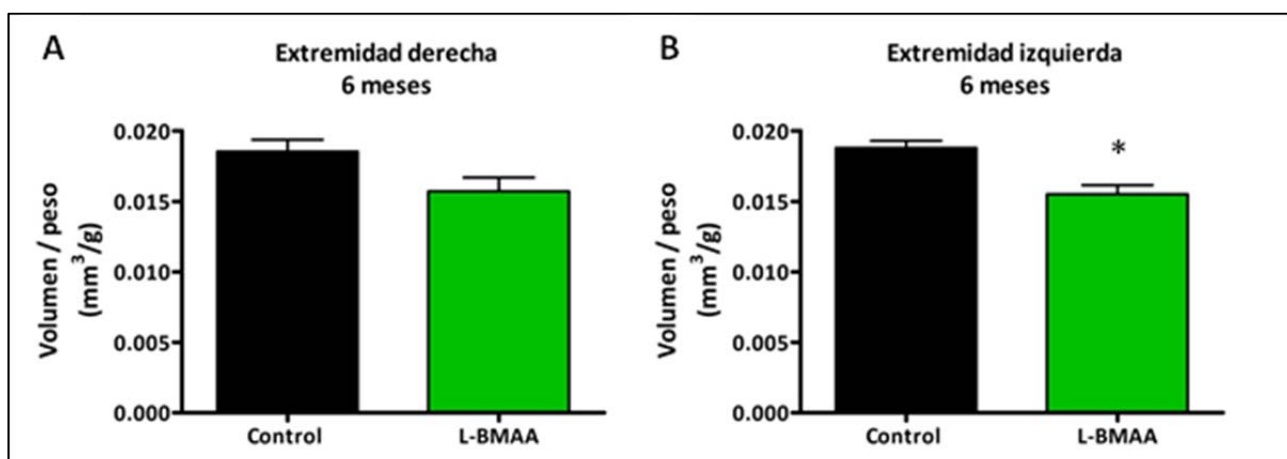 A
Extremidad derecha
6 meses
Volumen / peso
(mm³/g)
0.020
0.015
0.010
0.005
0.000
Control
L-BMAA
B
Extremidad izquierda
6 meses
Volumen / peso
(mm³/g)
0.020
0.015
0.010
0.005
0.000
*
Control
L-BMAA